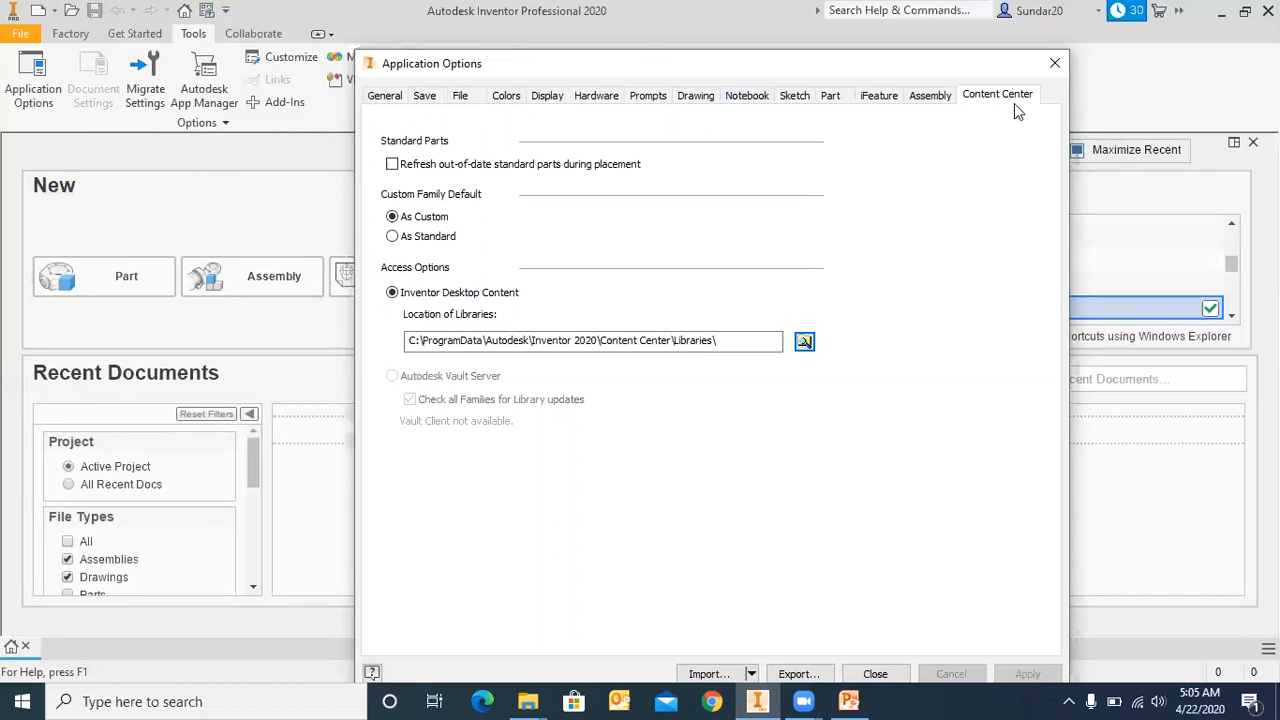 PRO
Autodesk Inventor Professional 2020
Search Help & Commands...
Sundar20
30
File
Factory
Get Started
Tools
Collaborate
Application
Options
Document
Settings
Migrate
Settings
Autodesk
App Manager
Customize
Links
Add-Ins
Options
Application Options
General
Save
File
Colors
Display
Hardware
Prompts
Drawing
Notebook
Sketch
Part
iFeature
Assembly
Content Center
Standard Parts
Refresh out-of-date standard parts during placement
Custom Family Default
As Custom
As Standard
Access Options
Inventor Desktop Content
Location of Libraries:
C:\ProgramData\Autodesk\Inventor 2020\Content Center\Libraries\
Autodesk Vault Server
Check all Families for Library updates
Vault Client not available.
Import...
Export...
Close
Cancel
Apply
Maximize Recent
New
Part
Assembly
shortcuts using Windows Explorer
Recent Documents
cent Documents...
Reset Filters
Project
Active Project
All Recent Docs
File Types
All
Assemblies
Drawings
Parts
For Help, press F1
0
0
Type here to search
5:05 AM
4/22/2020
1